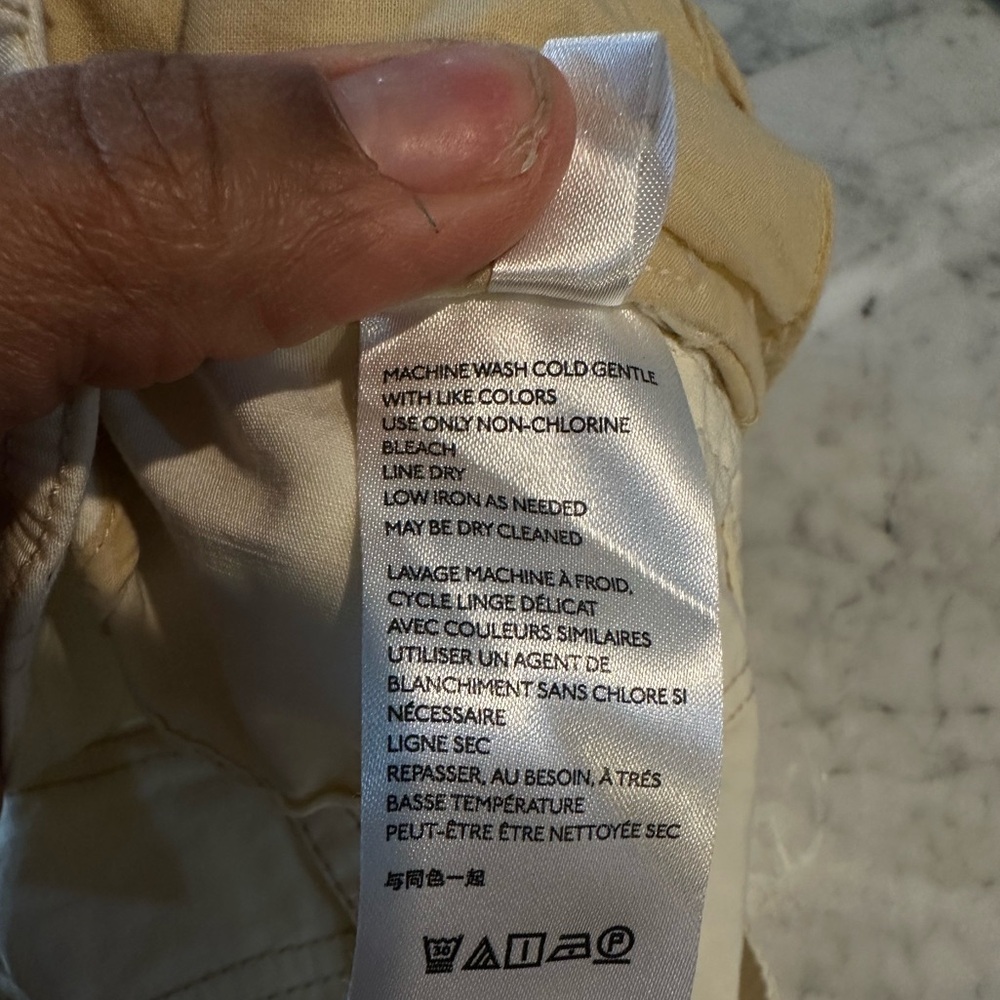 MACHINE WASH COLD GENTLE
WITH LIKE COLORS
USE ONLY NON-CHLORINE
BLEACH
LINE DRY
LOW IRON AS NEEDED
MAY BE DRY CLEANED
LAVAGE MACHINE À FROID,
CYCLE LINGE DÉLICAT
AVEC COULEURS SIMILAIRES
UTILISER UN AGENT DE
BLANCHIMENT SANS CHLORE SI
NÉCESSAIRE
LIGNE SEC
REPASSER, AU BESOIN, À TRÉS
BASSE TEMPÉRATURE
PEUT-ÊTRE ÊTRE NETTOYÉE SEC
与同色一起
30 P